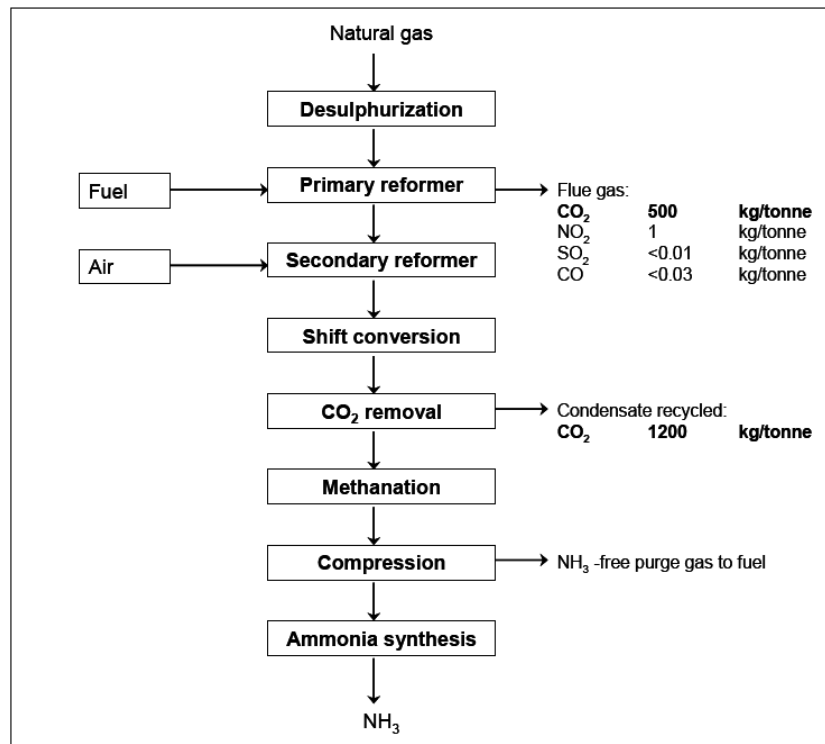 Natural gas
Desulphurization
Fuel
Primary reformer
Flue gas:
CO₂ 500 kg/tonne
NO₂ 1 kg/tonne
SO₂ <0.01 kg/tonne
CO <0.03 kg/tonne
Air
Secondary reformer
Shift conversion
CO₂ removal
Condensate recycled:
CO₂ 1200 kg/tonne
Methanation
Compression
NH₃ -free purge gas to fuel
Ammonia synthesis
NH₃